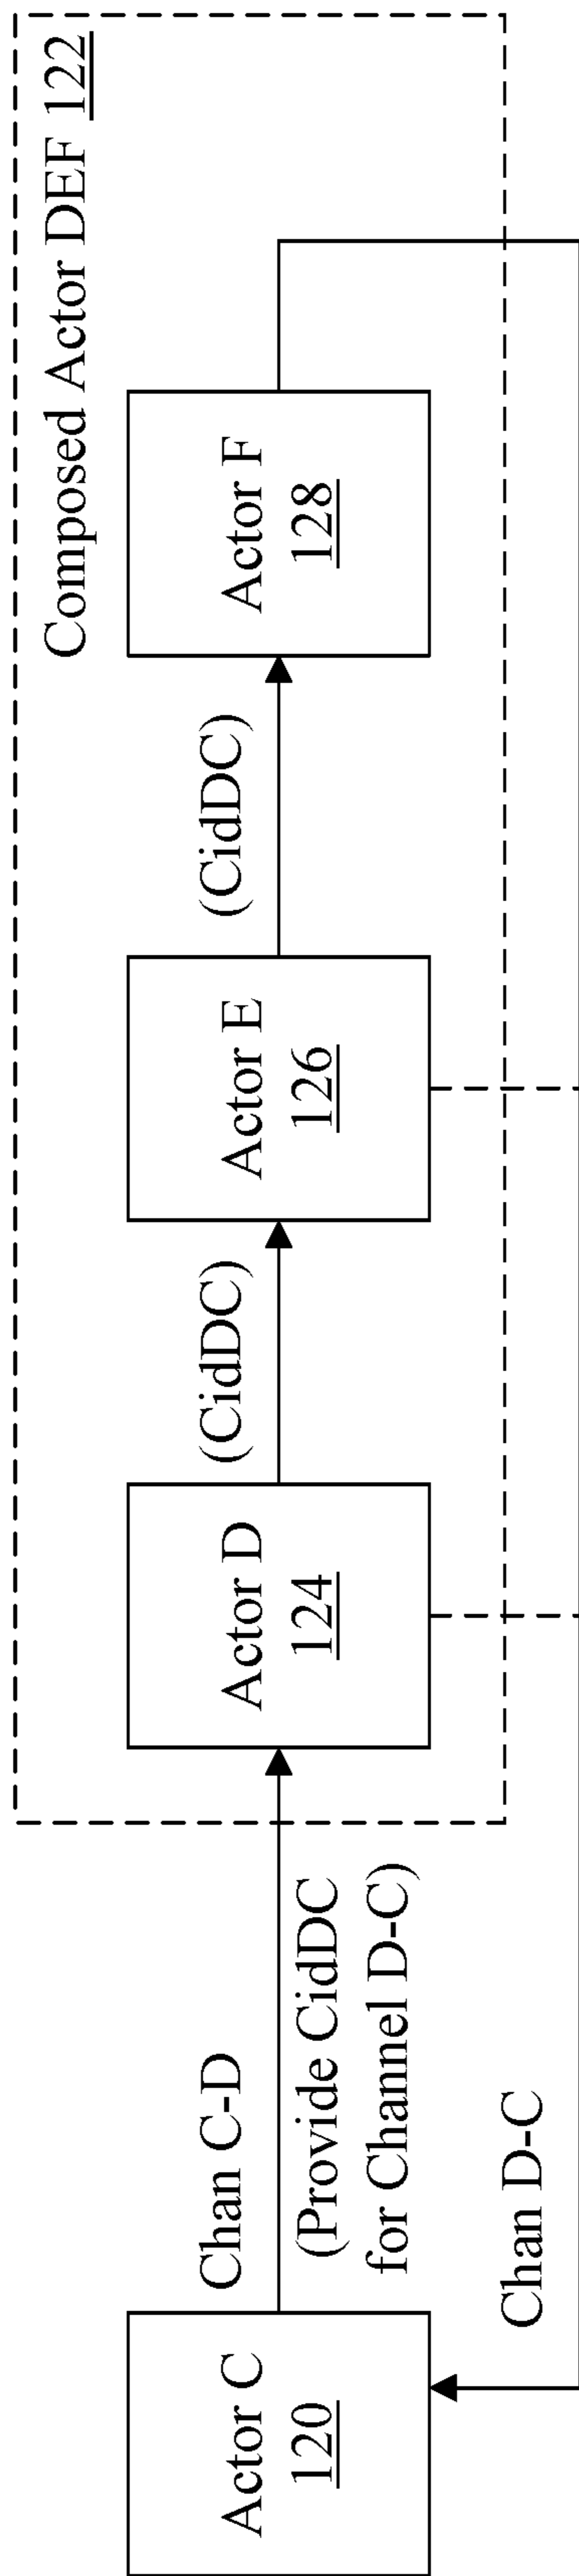 Composed Actor DEF 122
Actor C
120
Chan C-D
(Provide CidDC
for Channel D-C)
Actor D
124
(CidDC)
Actor E
126
(CidDC)
Actor F
128
Chan D-C